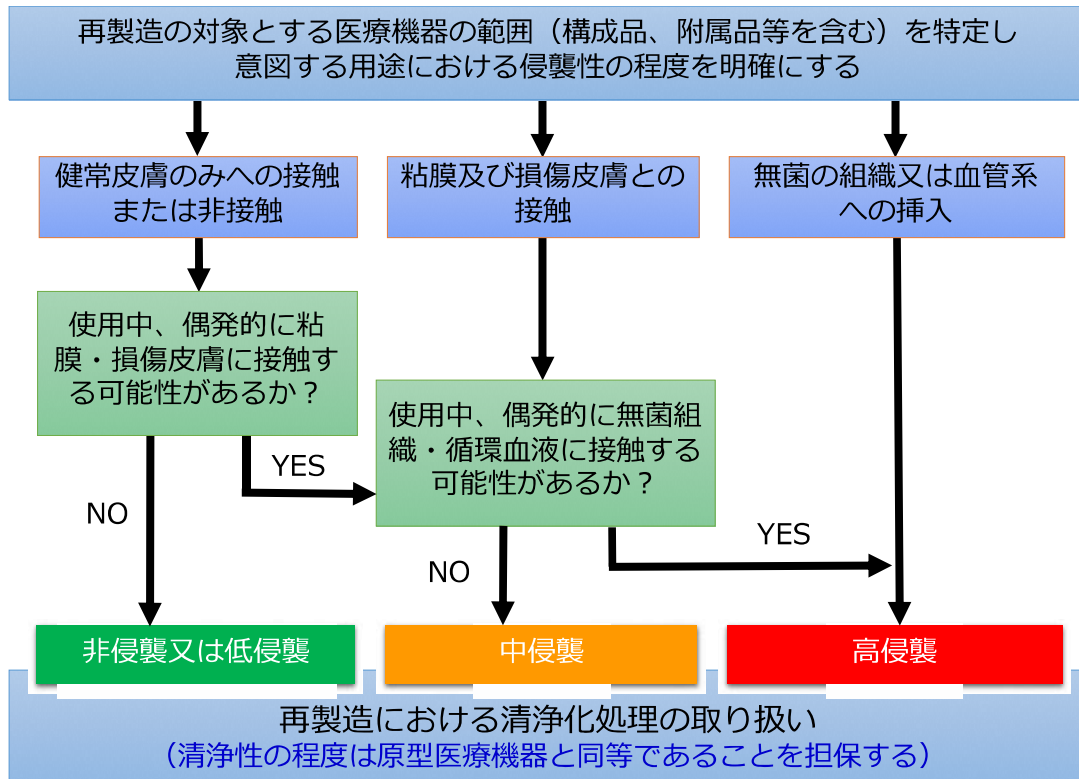 再製造の対象とする医療機器の範囲（構成品、附属品等を含む）を特定し
意図する用途における侵襲性の程度を明確にする
健常皮膚のみへの接触
または非接触
粘膜及び損傷皮膚との
接触
無菌の組織又は血管系
への挿入
使用中、偶発的に粘
膜・損傷皮膚に接触す
る可能性があるか？
使用中、偶発的に無菌組
織・循環血液に接触する
可能性があるか？
YES
NO
YES
NO
非侵襲又は低侵襲
中侵襲
高侵襲
再製造における清浄化処理の取り扱い
（清浄性の程度は原型医療機器と同等であることを担保する）